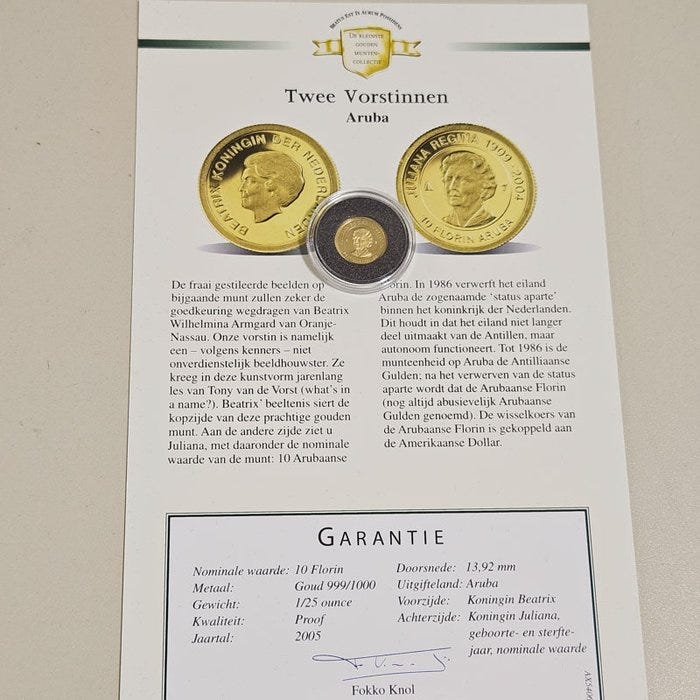 BEATUS EST IS AURUM POSSIDENS
DE KLEINSTE
GOUDEN
MUNTEN-
COLLECTIE
Twee Vorstinnen
Aruba
BEATRIX KONINGIN DER NEDERLANDEN
JULIANA REGINA 1909-2004
10 FLORIN ARUBA
De fraai gestileerde beelden op
bijgaande munt zullen zeker de
goedkeuring wegdragen van Beatrix
Wilhelmina Armgard van Oranje-
Nassau. Onze vorstin is namelijk
een – volgens kenners – niet
onverdienstelijk beeldhouwster. Ze
kreeg in deze kunstvorm jarenlang
les van Tony van de Vorst (what's in
a name?). Beatrix' beeltenis siert de
kopzijde van deze prachtige gouden
munt. Aan de andere zijde ziet u
Juliana, met daaronder de nominale
waarde van de munt: 10 Arubaanse
Florin. In 1986 verwerft het eiland
Aruba de zogenaamde 'status aparte'
binnen het koninkrijk der Nederlanden.
Dit houdt in dat het eiland niet langer
deel uitmaakt van de Antillen, maar
autonoom functioneert. Tot 1986 is de
munteenheid op Aruba de Antilliaanse
Gulden; na het verwerven van de status
aparte wordt dat de Arubaanse Florin
(nog altijd abusievelijk Arubaanse
Gulden genoemd). De wisselkoers van
de Arubaanse Florin is gekoppeld aan
de Amerikaanse Dollar.
GARANTIE
Nominale waarde: 10 Florin
Metaal: Goud 999/1000
Gewicht: 1/25 ounce
Kwaliteit: Proof
Jaartal: 2005
Doorsnede: 13,92 mm
Uitgifteland: Aruba
Voorzijde: Koningin Beatrix
Achterzijde: Koningin Juliana,
geboorte- en sterfte-
jaar, nominale waarde
Fokko Knol